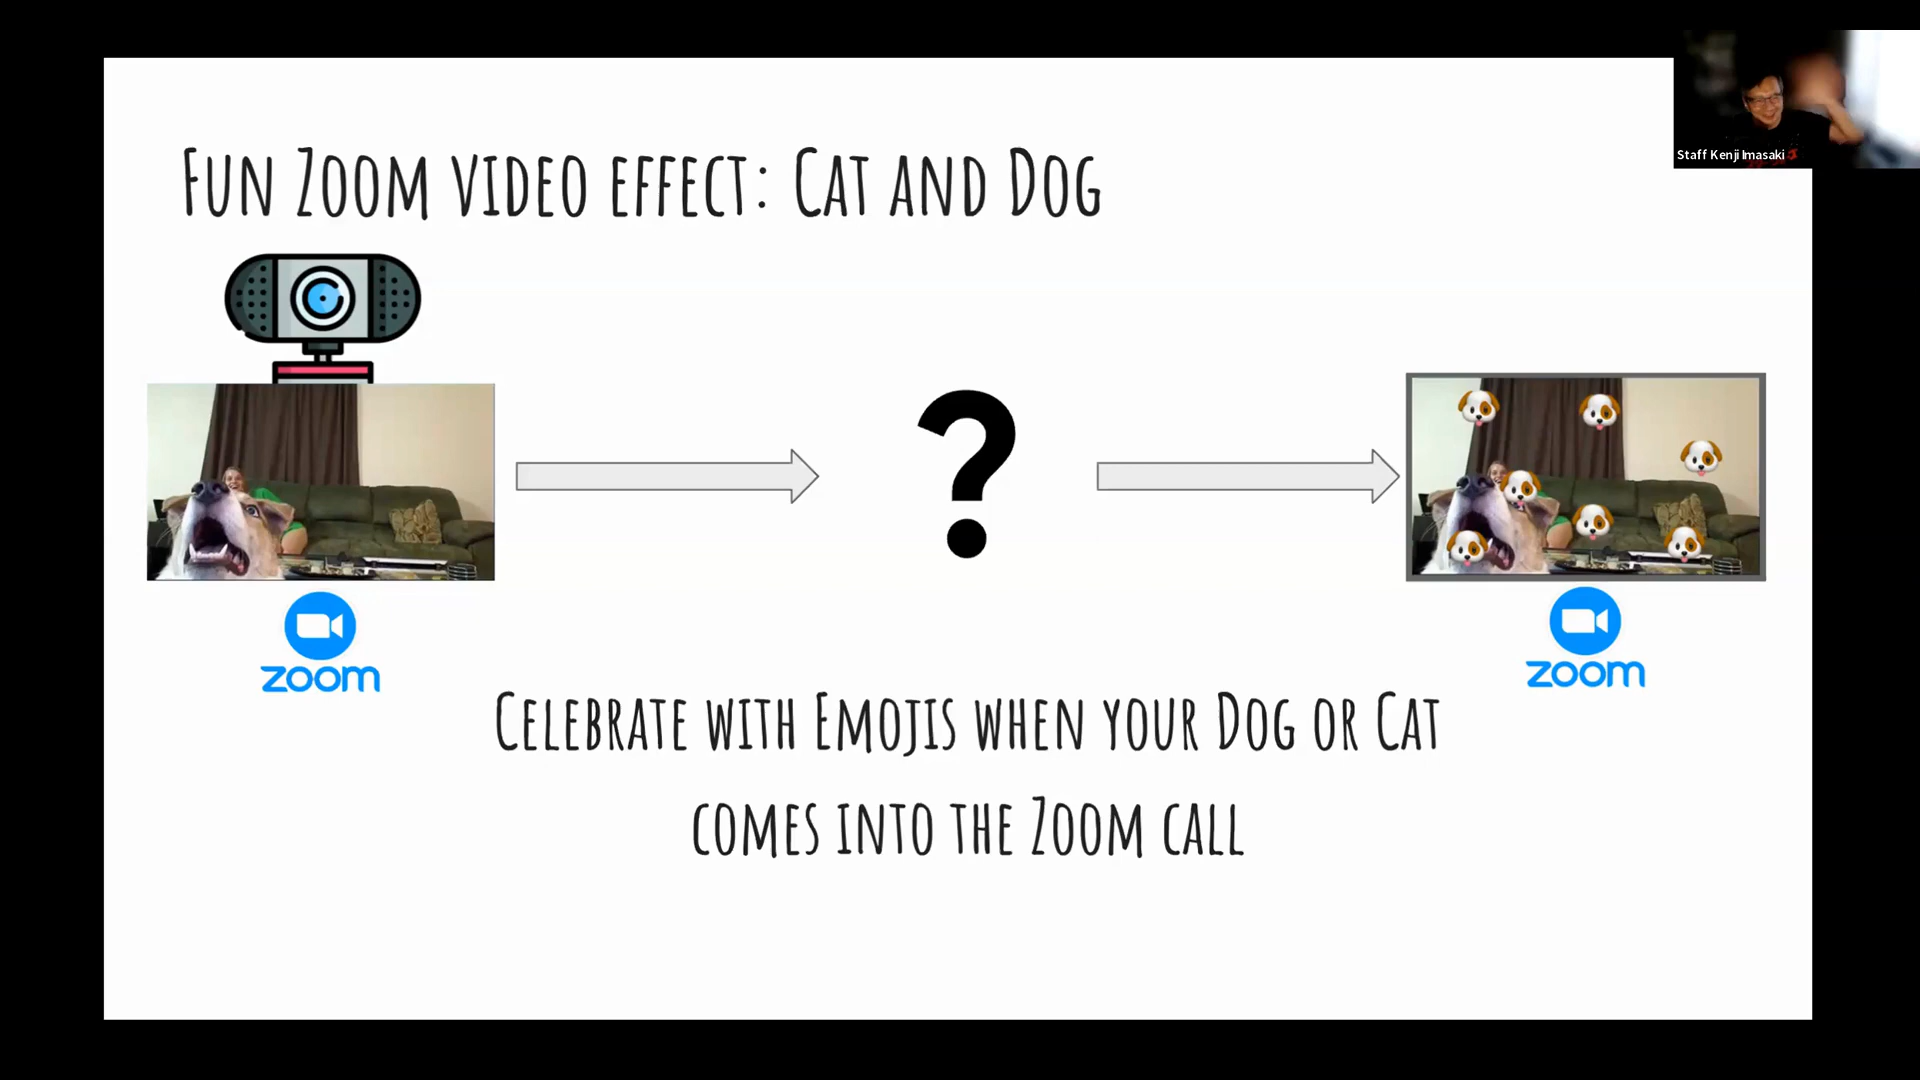 Staff Kenji Imasaki
Fun Zoom video effect: Cat and Dog
?
zoom
zoom
Celebrate with Emojis when your Dog or Cat
comes into the Zoom call